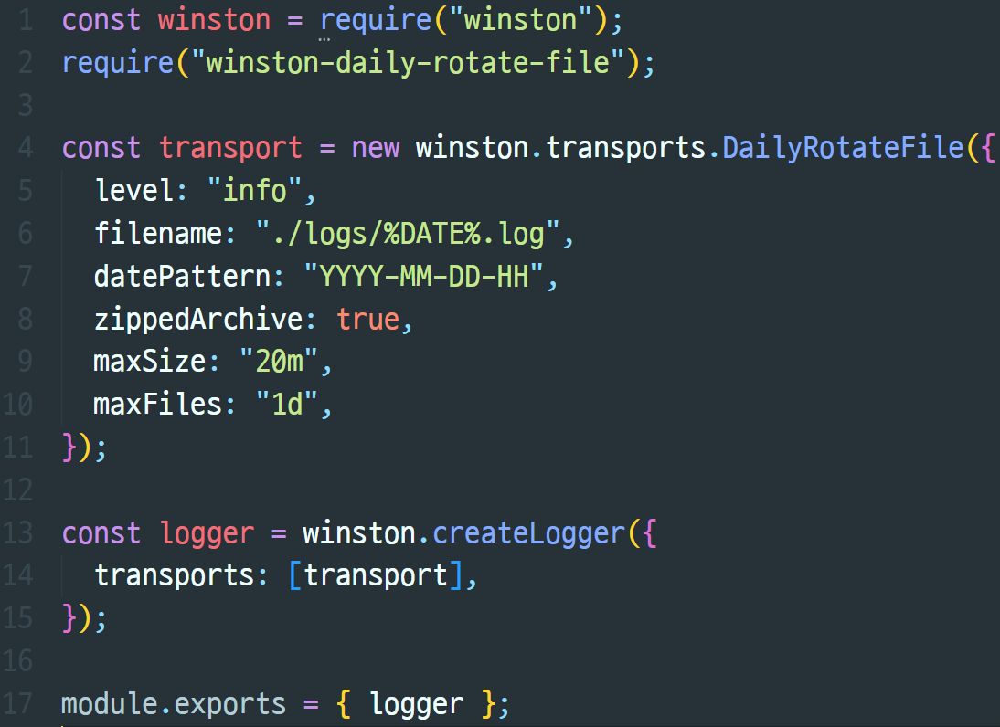 1 const winston = require("winston");
2 require("winston-daily-rotate-file");
3
4 const transport = new winston.transports.DailyRotateFile({
5   level: "info",
6   filename: "./logs/%DATE%.log",
7   datePattern: "YYYY-MM-DD-HH",
8   zippedArchive: true,
9   maxSize: "20m",
10   maxFiles: "1d",
11 });
12
13 const logger = winston.createLogger({
14   transports: [transport],
15 });
16
17 module.exports = { logger };